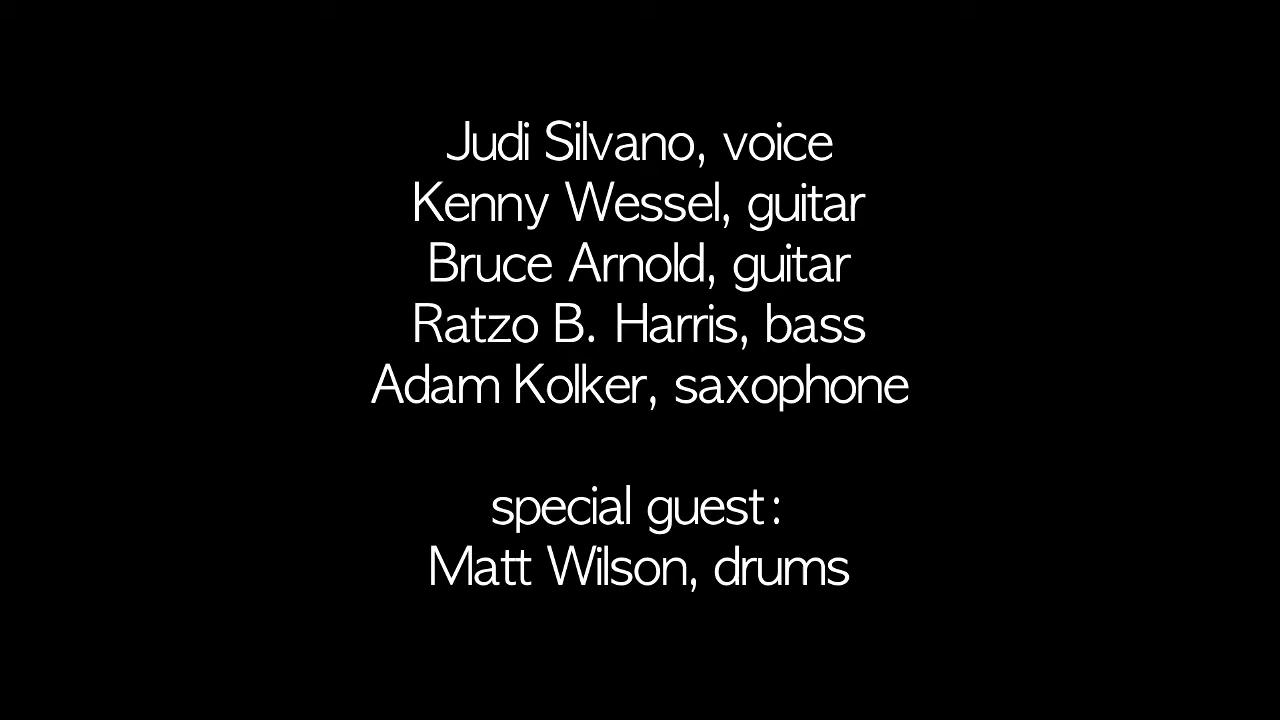 Judi Silvano, voice
Kenny Wessel, guitar
Bruce Arnold, guitar
Ratzo B. Harris, bass
Adam Kolker, saxophone
special guest:
Matt Wilson, drums